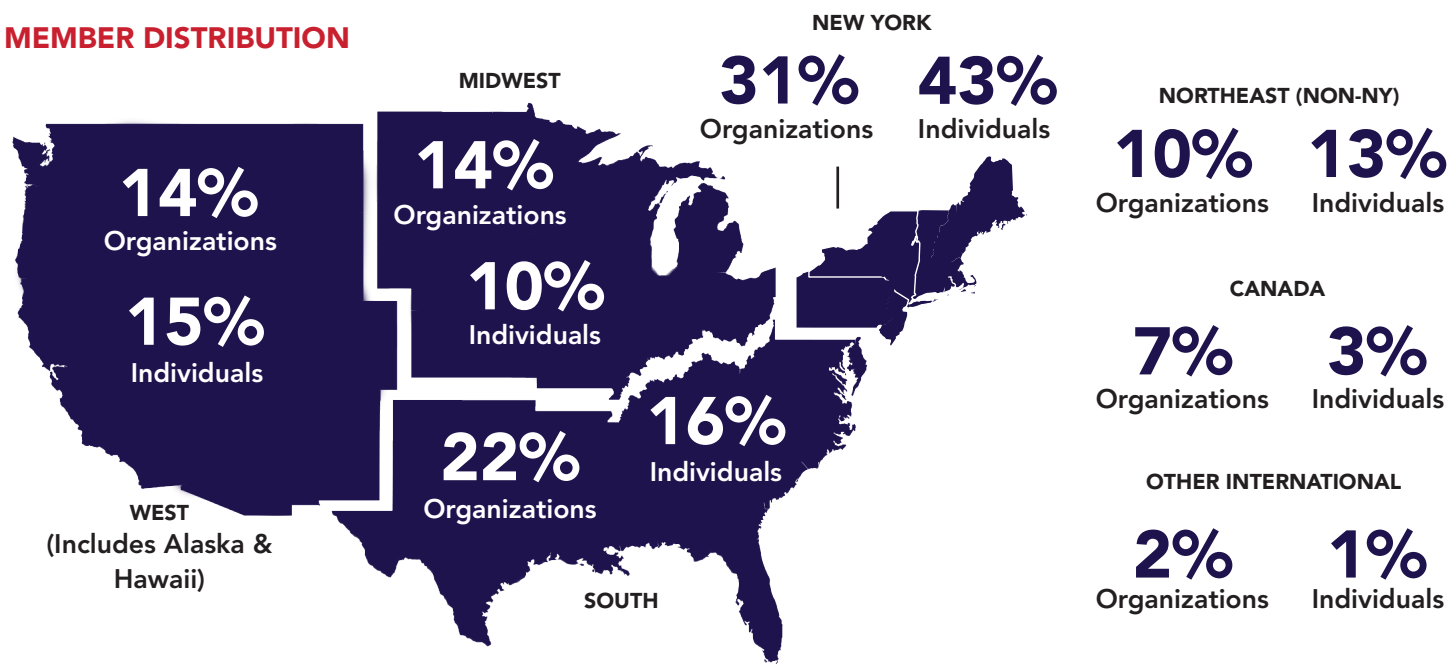 MEMBER DISTRIBUTION
MIDWEST
14%
Organizations
10%
Individuals
NEW YORK
31% 43%
Organizations Individuals
14%
Organizations
15%
Individuals
WEST
(Includes Alaska &
Hawaii)
22%
Organizations
16%
Individuals
SOUTH
NORTHEAST (NON-NY)
10% 13%
Organizations Individuals
CANADA
7% 3%
Organizations Individuals
OTHER INTERNATIONAL
2% 1%
Organizations Individuals